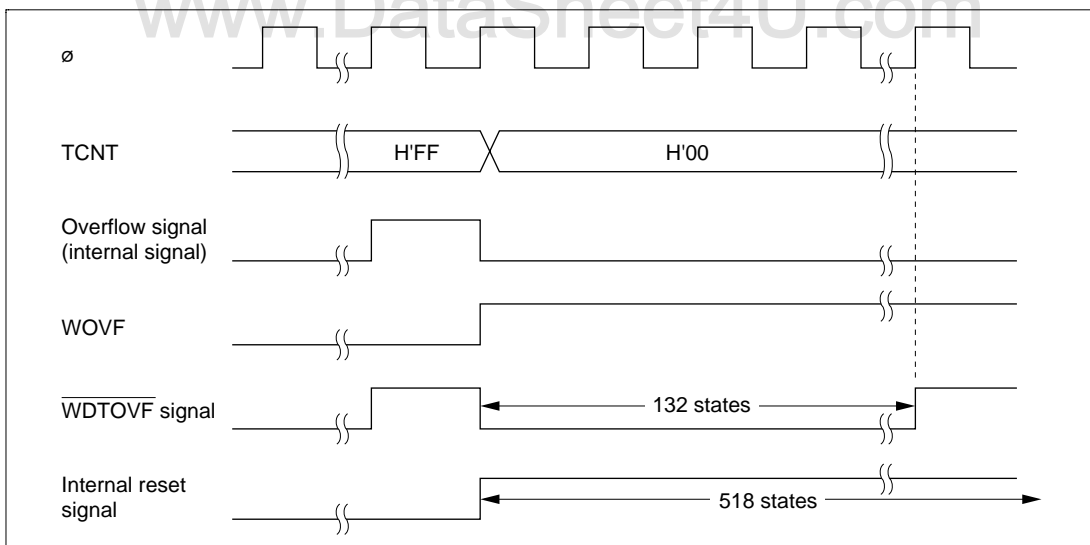 www.DataSheet4U.com
ø
TCNT
H'FF
H'00
Overflow signal
(internal signal)
WOVF
WDTOVF signal
132 states
Internal reset
signal
518 states